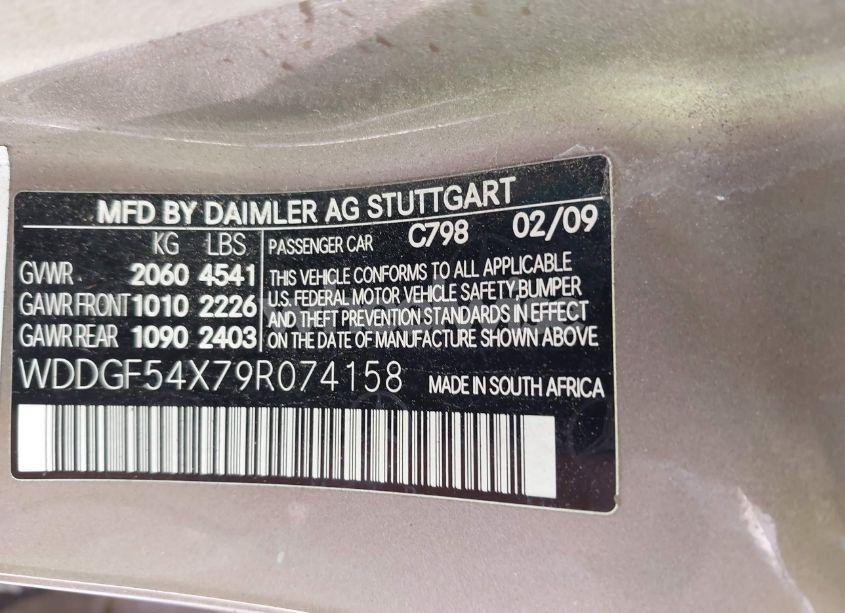 MFD BY DAIMLER AG STUTTGART
KG LBS PASSENGER CAR C798 02/09
GVWR 2060 4541
GAWR FRONT 1010 2226
GAWR REAR 1090 2403
THIS VEHICLE CONFORMS TO ALL APPLICABLE
U.S. FEDERAL MOTOR VEHICLE SAFETY, BUMPER
AND THEFT PREVENTION STANDARDS IN EFFECT
ON THE DATE OF MANUFACTURE SHOWN ABOVE
WDDGF54X79R074158 MADE IN SOUTH AFRICA